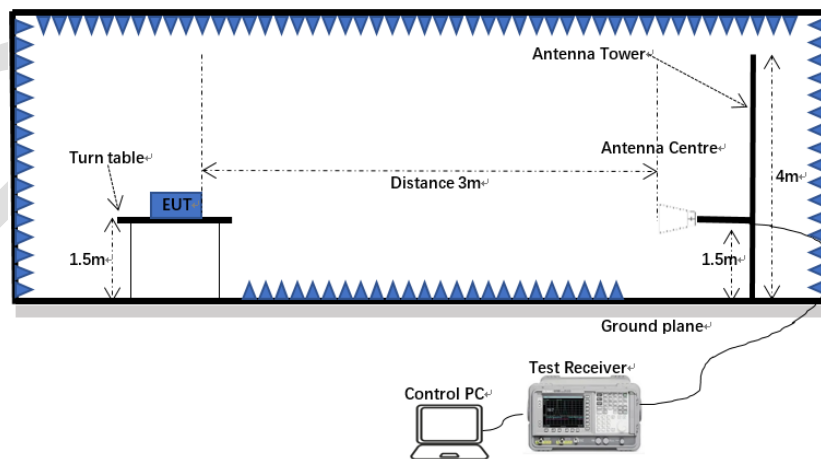 Antenna Tower↵
Turn table↵
Antenna Centre↵
Distance 3m↵
4m↵
EUT↵
1.5m↵
1.5m↵
Ground plane↵
Test Receiver↵
Control PC↵